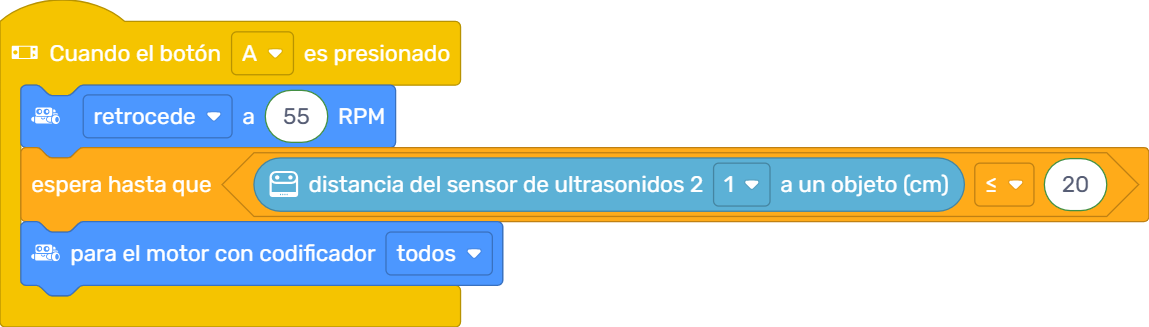 Cuando el botón A es presionado
retrocede a 55 RPM
espera hasta que distancia del sensor de ultrasonidos 2 1 a un objeto (cm) ≤ 20
para el motor con codificador todos